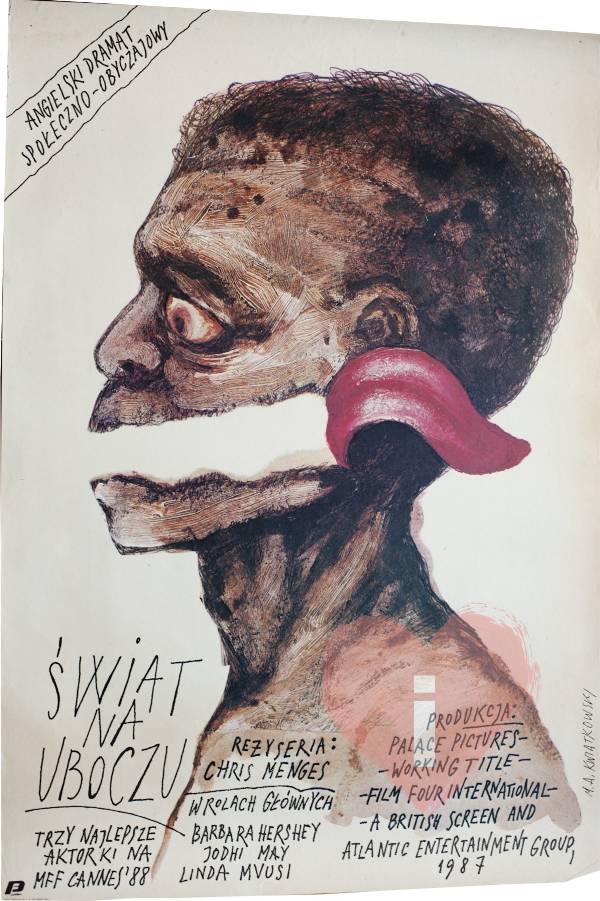 ANGIELSKI DRAMAT
SPOŁECZNO-OBYCZAJOWY
ŚWIAT
NA
UBOCZU
TRZY NAJLEPSZE
AKTORKI NA
MFF CANNES'88
REŻYSERIA:
CHRIS MENGES
W ROLACH GŁÓWNYCH
BARBARA HERSHEY
JODHI MAY
LINDA MVUSI
i
PRODUKCJA:
PALACE PICTURES-
-WORKING TITLE-
-FILM FOUR INTERNATIONAL-
-A BRITISH SCREEN AND
ATLANTIC ENTERTAINMENT GROUP,
1987
M.A. KWIATKOWSKI
P